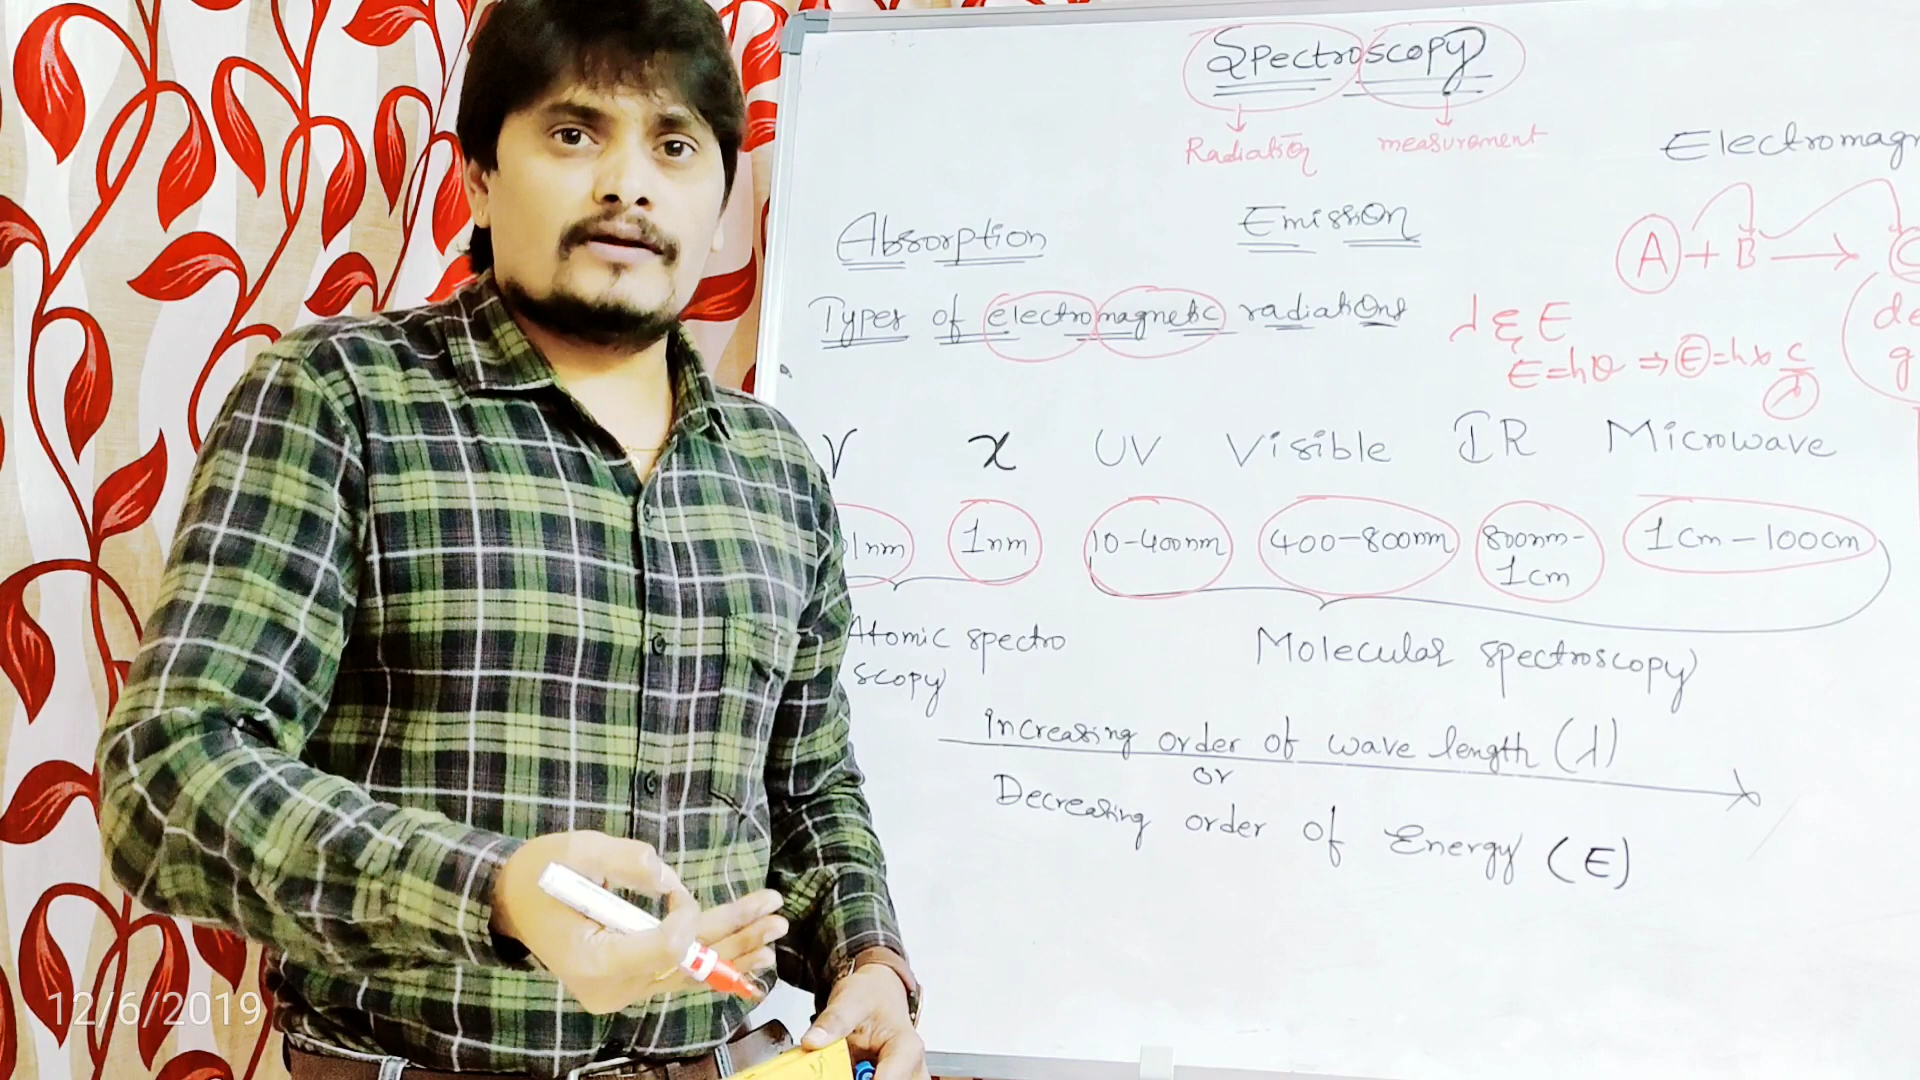 Spectroscopy
Radiation measurement
Electromagn
Absorption Emission
A + B → C
Types of electromagnetic radiations
λ & E
E=hν ⇒ E=h× c/λ
de
g
γ x UV Visible IR Microwave
1nm 1nm 10-400nm 400-800nm 800nm-1cm 1cm-100cm
Atomic spectro
scopy
Molecular spectroscopy
Increasing order of wave length (λ)
or
Decreasing order of Energy (E)
12/6/2019